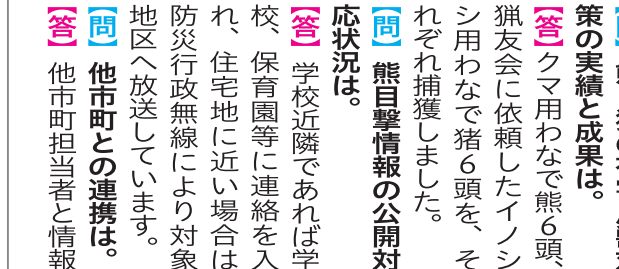 策の実績と成果は。
【答】クマ用わなで熊６頭、
猟友会に依頼したイノシ
シ用わなで猪６頭を、そ
れぞれ捕獲しました。
【問】熊目撃情報の公開対
応状況は。
【答】学校近隣であれば学
校、保育園等に連絡を入
れ、住宅地に近い場合は
防災行政無線により対象
地区へ放送しています。
【問】他市町との連携は。
【答】他市町担当者と情報